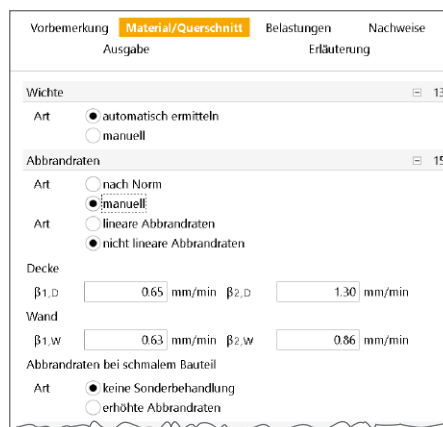 Vorbemerkung Material/Querschnitt Belastungen Nachweise
Ausgabe Erläuterung
Wichte 13
Art automatisch ermitteln
manuell
Abbrandraten 15
Art nach Norm
manuell
Art lineare Abbrandraten
nicht lineare Abbrandraten
Decke
β1,D 0.65 mm/min β2,D 1.30 mm/min
Wand
β1,W 0.63 mm/min β2,W 0.86 mm/min
Abbrandraten bei schmalem Bauteil
Art keine Sonderbehandlung
erhöhte Abbrandraten